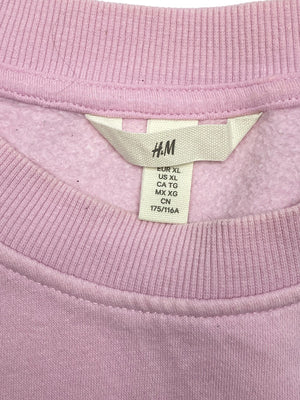 H&M
EUR XL
US XL
CA TG
MX XG
CN
175/116A